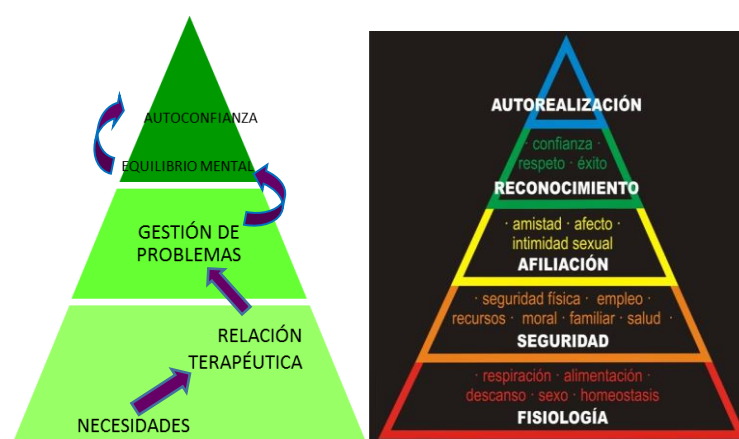 AUTOCONFIANZA
EQUILIBRIO MENTAL
GESTIÓN DE
PROBLEMAS
RELACIÓN
TERAPÉUTICA
NECESIDADES
AUTOREALIZACIÓN
· confianza ·
respeto · éxito
RECONOCIMIENTO
· amistad · afecto ·
intimidad sexual
AFILIACIÓN
· seguridad física · empleo ·
recursos · moral · familiar · salud ·
SEGURIDAD
· respiración · alimentación ·
descanso · sexo · homeostasis
FISIOLOGÍA